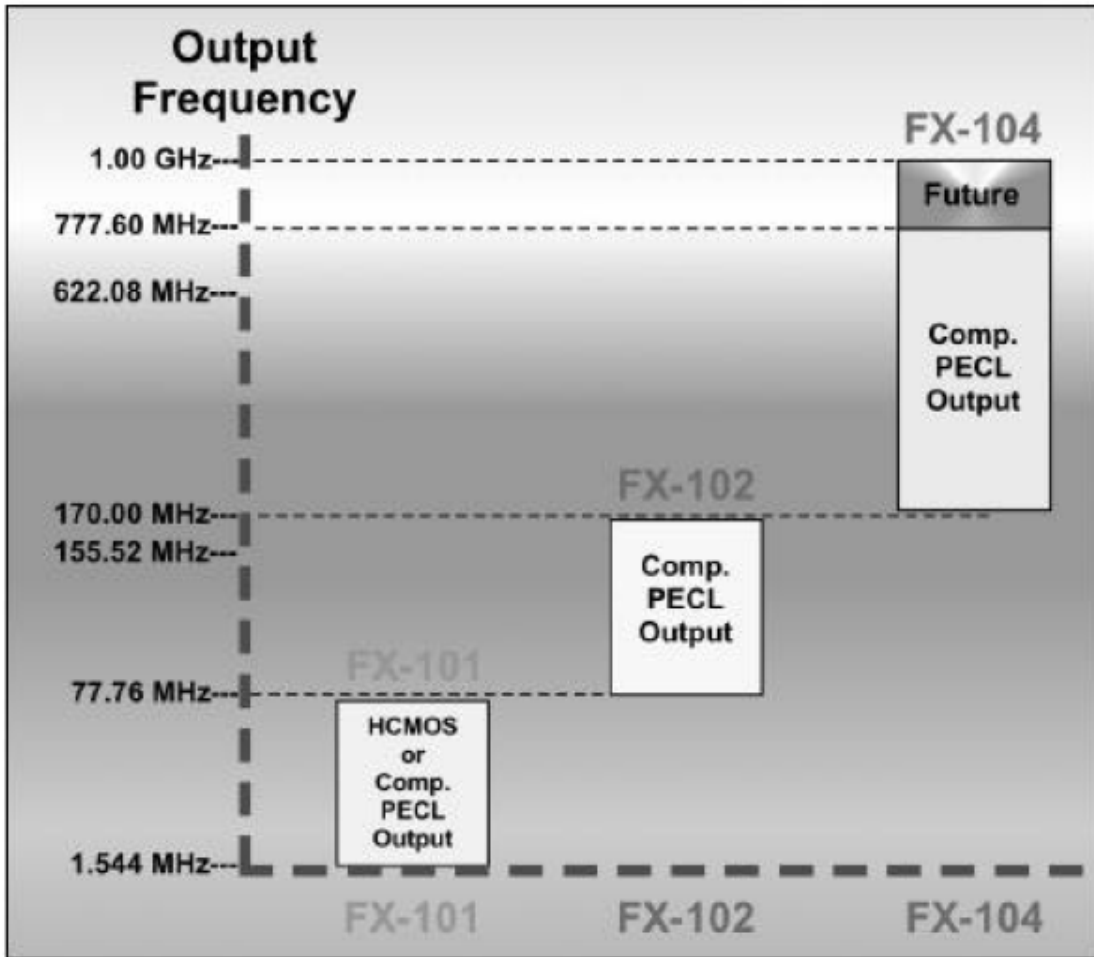 Output
Frequency
FX-104
1.00 GHz---
Future
777.60 MHz---
622.08 MHz---
Comp.
PECL
Output
FX-102
170.00 MHz---
155.52 MHz---
Comp.
PECL
Output
FX-101
77.76 MHz---
HCMOS
or
Comp.
PECL
Output
1.544 MHz---
FX-101 FX-102 FX-104